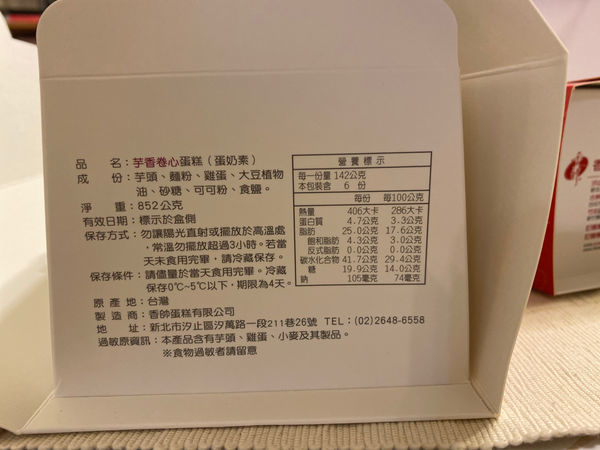 品　　名：芋香卷心蛋糕（蛋奶素）
成　　份：芋頭、麵粉、雞蛋、大豆植物
油、砂糖、可可粉、食鹽。
淨　　重：852公克
有效日期：標示於盒側
保存方式：勿讓陽光直射或擺放於高溫處
，常溫勿擺放超過3小時。若當
天未食用完畢，請冷藏保存。
保存條件：請儘量於當天食用完畢。冷藏
保存0℃~5℃以下，期限為4天。
原 產 地：台灣
製 造 商：香帥蛋糕有限公司
地　　址：新北市汐止區汐萬路一段211巷26號 TEL：(02)2648-6558
過敏原資訊：本產品含有芋頭、雞蛋、小麥及其製品。
※食物過敏者請留意
營 養 標 示
每一份量 142公克
本包裝含 6 份
每份 每100公克
熱量 406大卡 286大卡
蛋白質 4.7公克 3.3公克
脂肪 25.0公克 17.6公克
飽和脂肪 4.3公克 3.0公克
反式脂肪 0.0公克 0.0公克
碳水化合物 41.7公克 29.4公克
糖 19.9公克 14.0公克
鈉 105毫克 74毫克